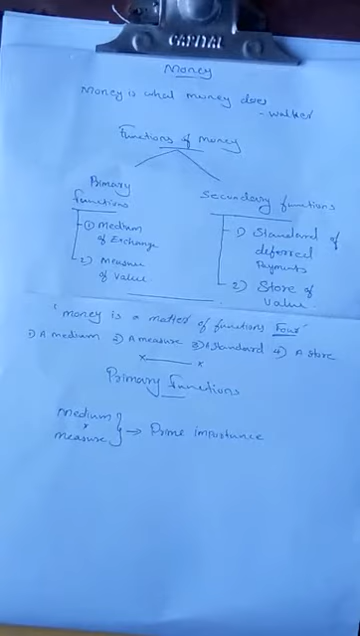 CAPITAL
Money
Money is what money does
- walker
Functions of money
Primary
functions
1) Medium
of Exchange
2) Measure
of Value
Secondary functions
1) Standard of
deferred
Payments
2) Store of
Value.
'Money is a matter of functions Four'
1) A medium 2) A measure 3) A standard 4) A store
x x
Primary Functions
medium
measure } → Prime importance